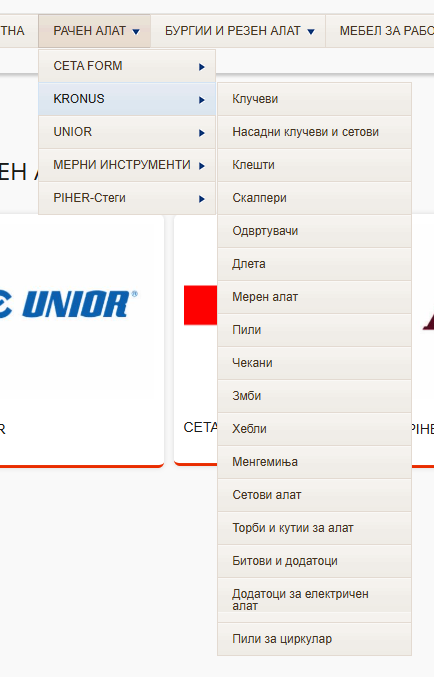 ТНА РАЧЕН АЛАТ БУРГИИ И РЕЗЕН АЛАТ МЕБЕЛ ЗА РАБО
CETA FORM
KRONUS
UNIOR
МЕРНИ ИНСТРУМЕНТИ
PIHER-Стеги
Клучеви
Насадни клучеви и сетови
Клешти
Скалпери
Одвртувачи
Длета
Мерен алат
Пили
Чекани
Змби
Хебли
Менгемиња
Сетови алат
Торби и кутии за алат
Битови и додатоци
Додатоци за електричен
алат
Пили за циркулар
ЕН А
UNIOR®
R
CETA
PIHE